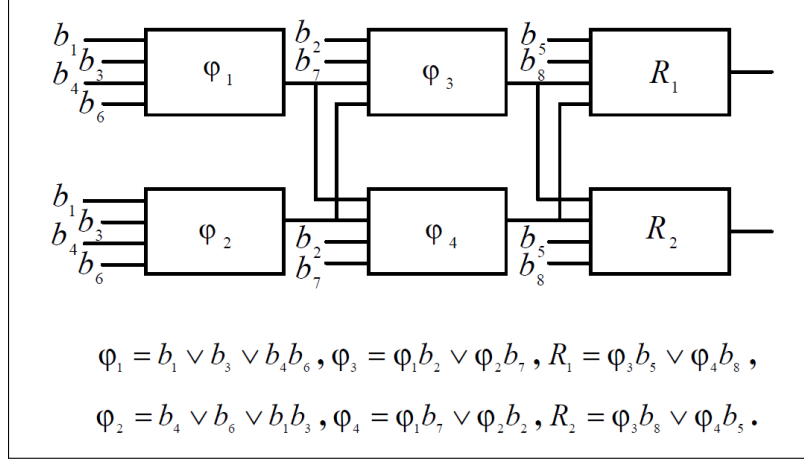 b₁ b₃ b₄ b₆ φ₁ b₂ b₇ φ₃ b₅ b₈ R₁
b₁ b₃ b₄ b₆ φ₂ b₂ b₇ φ₄ b₅ b₈ R₂
φ₁ = b₁ ∨ b₃ ∨ b₄b₆, φ₃ = φ₁b₂ ∨ φ₂b₇, R₁ = φ₃b₅ ∨ φ₄b₈,
φ₂ = b₄ ∨ b₆ ∨ b₁b₃, φ₄ = φ₁b₇ ∨ φ₂b₂, R₂ = φ₃b₈ ∨ φ₄b₅.